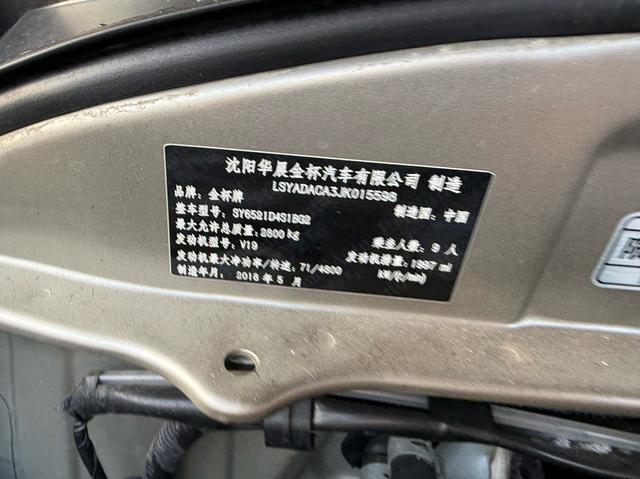 沈阳华晨金杯汽车有限公司 制造
LSYADACA3JK015598
品牌：金杯牌 制造国：中国
整车型号：SY6521D4S1BG2
最大允许总质量：2800 kg 乘坐人数：9 人
发动机型号：V19 发动机排量：1997 ml
发动机最大净功率/转速：71/4600 kW/(r/min)
制造年月：2018 年 5 月